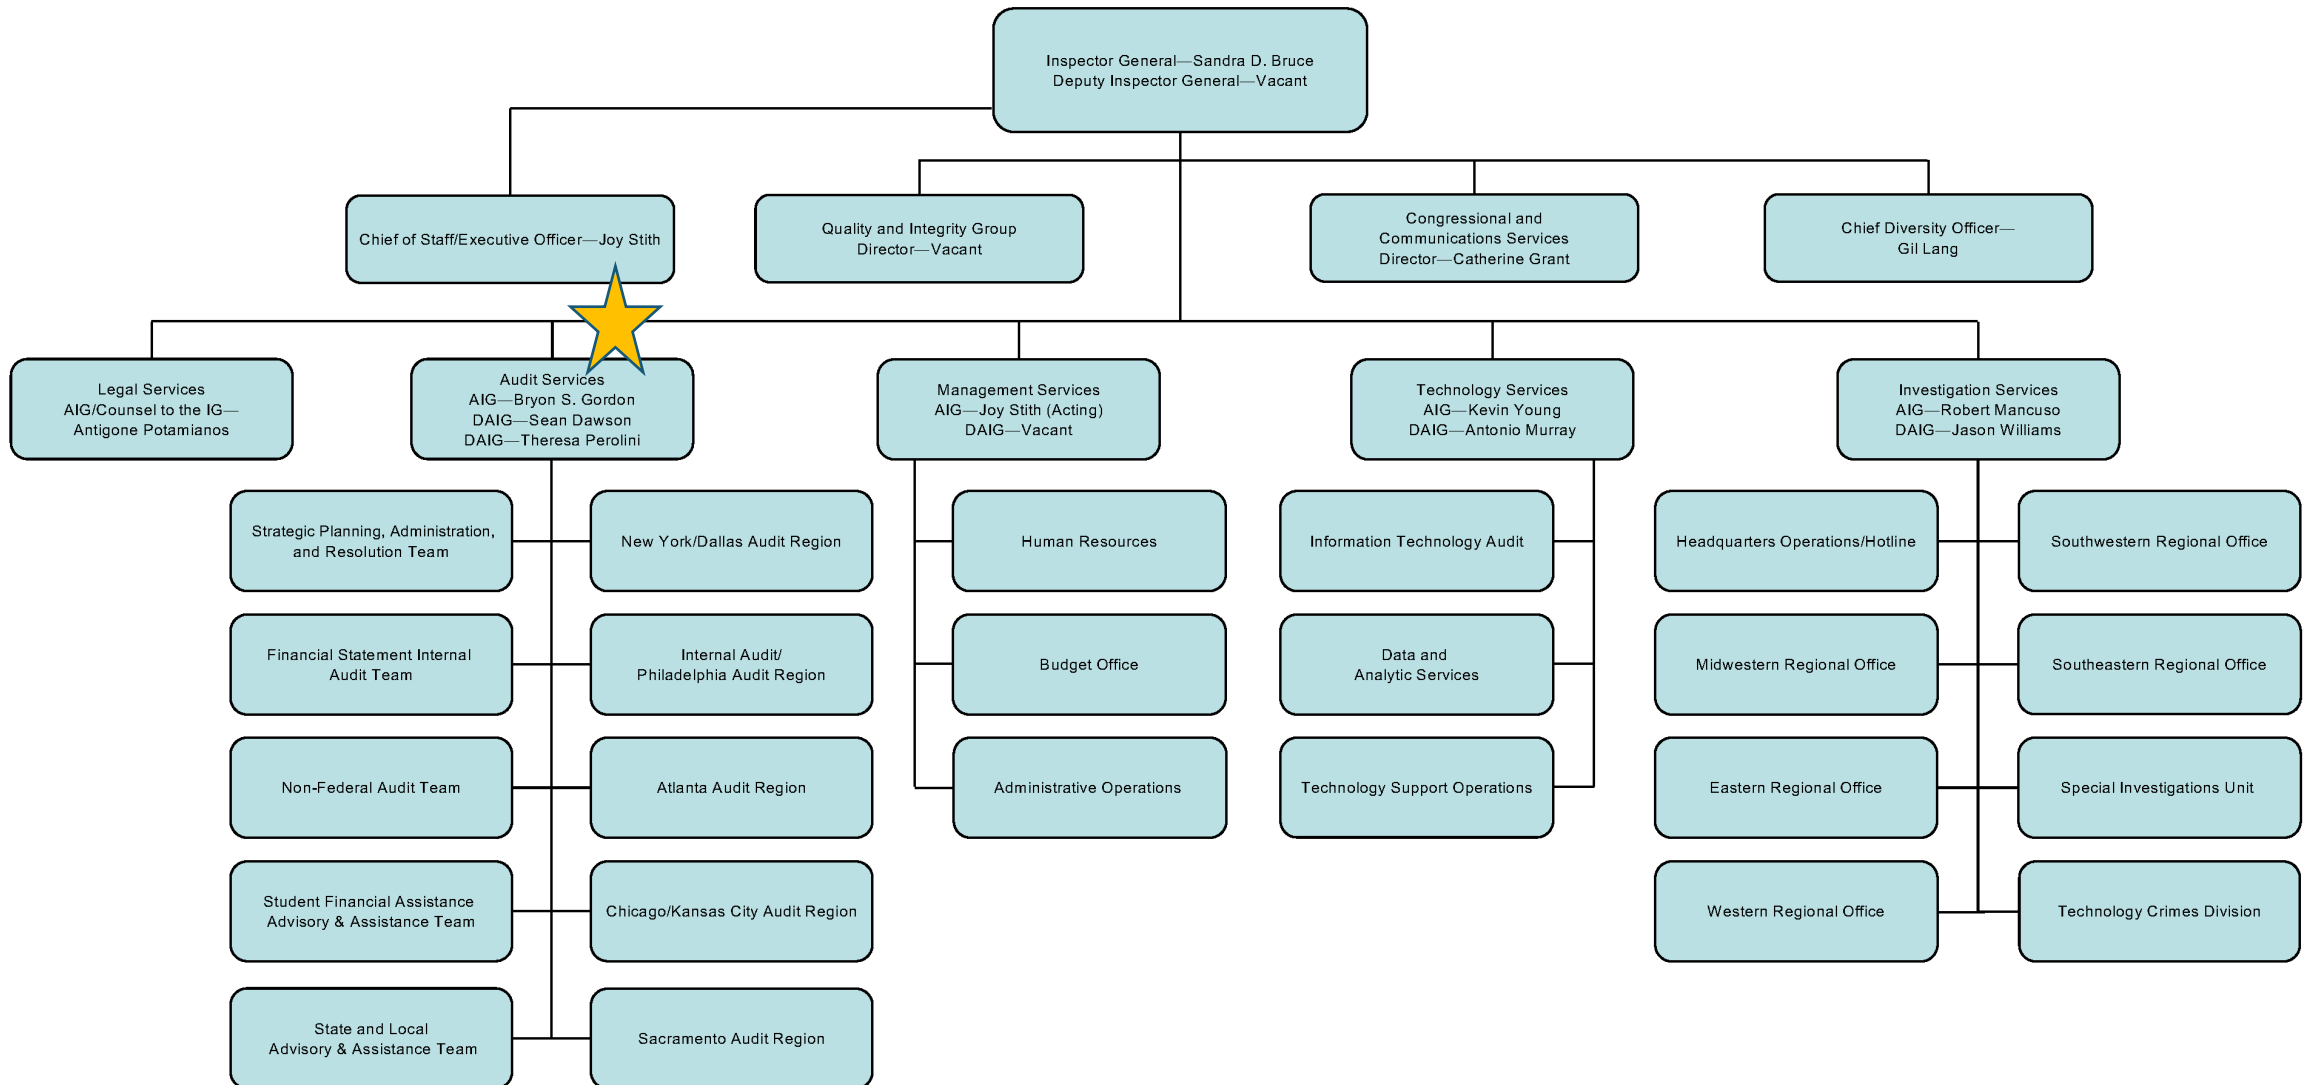 Inspector General—Sandra D. Bruce
Deputy Inspector General—Vacant
Chief of Staff/Executive Officer—Joy Stith
Quality and Integrity Group
Director—Vacant
Congressional and
Communications Services
Director—Catherine Grant
Chief Diversity Officer—
Gil Lang
Legal Services
AIG/Counsel to the IG—
Antigone Potamianos
Audit Services
AIG—Bryon S. Gordon
DAIG—Sean Dawson
DAIG—Theresa Perolini
Management Services
AIG—Joy Stith (Acting)
DAIG—Vacant
Technology Services
AIG—Kevin Young
DAIG—Antonio Murray
Investigation Services
AIG—Robert Mancuso
DAIG—Jason Williams
Strategic Planning, Administration,
and Resolution Team
New York/Dallas Audit Region
Human Resources
Information Technology Audit
Headquarters Operations/Hotline
Southwestern Regional Office
Financial Statement Internal
Audit Team
Internal Audit/
Philadelphia Audit Region
Budget Office
Data and
Analytic Services
Midwestern Regional Office
Southeastern Regional Office
Non-Federal Audit Team
Atlanta Audit Region
Administrative Operations
Technology Support Operations
Eastern Regional Office
Special Investigations Unit
Student Financial Assistance
Advisory & Assistance Team
Chicago/Kansas City Audit Region
Western Regional Office
Technology Crimes Division
State and Local
Advisory & Assistance Team
Sacramento Audit Region